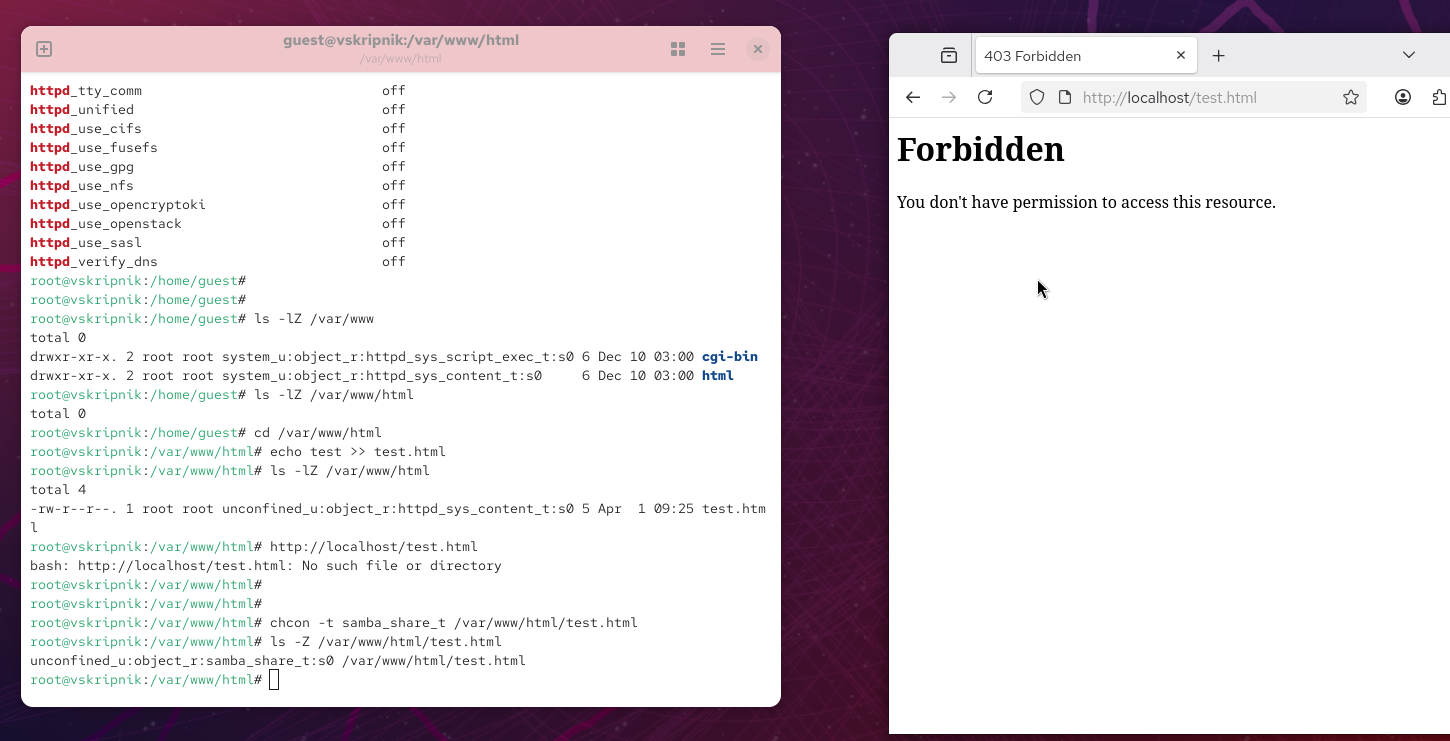 guest@vskripnik:/var/www/html
/var/www/html
httpd_tty_comm                              off
httpd_unified                               off
httpd_use_cifs                              off
httpd_use_fusefs                            off
httpd_use_gpg                               off
httpd_use_nfs                               off
httpd_use_opencryptoki                      off
httpd_use_openstack                         off
httpd_use_sasl                              off
httpd_verify_dns                            off
root@vskripnik:/home/guest#
root@vskripnik:/home/guest#
root@vskripnik:/home/guest# ls -lZ /var/www
total 0
drwxr-xr-x. 2 root root system_u:object_r:httpd_sys_script_exec_t:s0 6 Dec 10 03:00 cgi-bin
drwxr-xr-x. 2 root root system_u:object_r:httpd_sys_content_t:s0     6 Dec 10 03:00 html
root@vskripnik:/home/guest# ls -lZ /var/www/html
total 0
root@vskripnik:/home/guest# cd /var/www/html
root@vskripnik:/var/www/html# echo test >> test.html
root@vskripnik:/var/www/html# ls -lZ /var/www/html
total 4
-rw-r--r--. 1 root root unconfined_u:object_r:httpd_sys_content_t:s0 5 Apr  1 09:25 test.htm
l
root@vskripnik:/var/www/html# http://localhost/test.html
bash: http://localhost/test.html: No such file or directory
root@vskripnik:/var/www/html#
root@vskripnik:/var/www/html#
root@vskripnik:/var/www/html# chcon -t samba_share_t /var/www/html/test.html
root@vskripnik:/var/www/html# ls -Z /var/www/html/test.html
unconfined_u:object_r:samba_share_t:s0 /var/www/html/test.html
root@vskripnik:/var/www/html#
403 Forbidden
http://localhost/test.html
Forbidden
You don't have permission to access this resource.